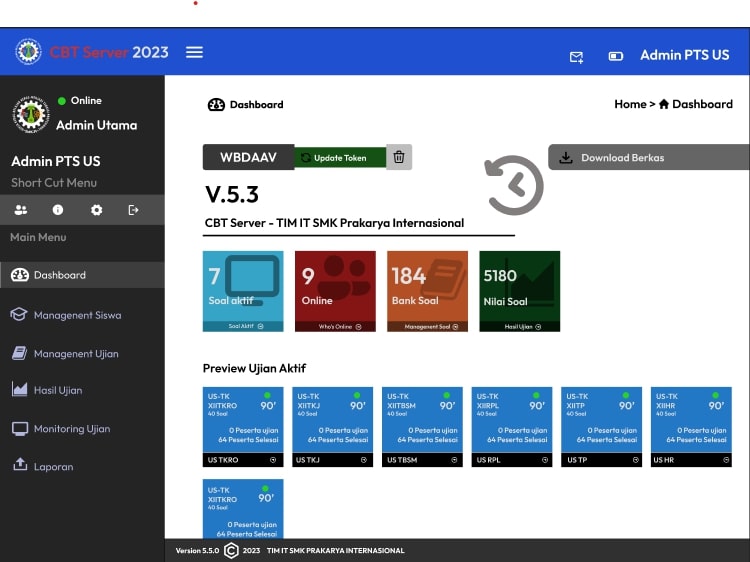 CBT Server 2023
Admin PTS US
Online
Admin Utama
Admin PTS US
Short Cut Menu
Main Menu
Dashboard
Management Siswa
Managenent Ujian
Hasil Ujian
Monitoring Ujian
Laporan
Dashboard
Home > Dashboard
WBDAAV
Update Token
Download Berkas
V.5.3
CBT Server - TIM IT SMK Prakarya Internasional
7
Soal aktif
Soal Aktif
9
Online
Who's Online
184
Bank Soal
Managenent Soal
5180
Nilai Soal
Hasil Ujian
Preview Ujian Aktif
US-TK
XIITKRO 90'
40 Soal
0 Peserta ujian
64 Peserta Selesai
US TKRO
US-TK
XIITKJ 90'
40 Soal
0 Peserta ujian
64 Peserta Selesai
US TKJ
US-TK
XIITBSM 90'
40 Soal
0 Peserta ujian
64 Peserta Selesai
US TBSM
US-TK
XIIRPL 90'
40 Soal
0 Peserta ujian
64 Peserta Selesai
US RPL
US-TK
XIITP 90'
40 Soal
0 Peserta ujian
64 Peserta Selesai
US TP
US-TK
XIIHR 90'
40 Soal
0 Peserta ujian
64 Peserta Selesai
US HR
US-TK
XIITKRO 90'
40 Soal
0 Peserta ujian
64 Peserta Selesai
Version 5.5.0 © 2023 TIM IT SMK PRAKARYA INTERNASIONAL